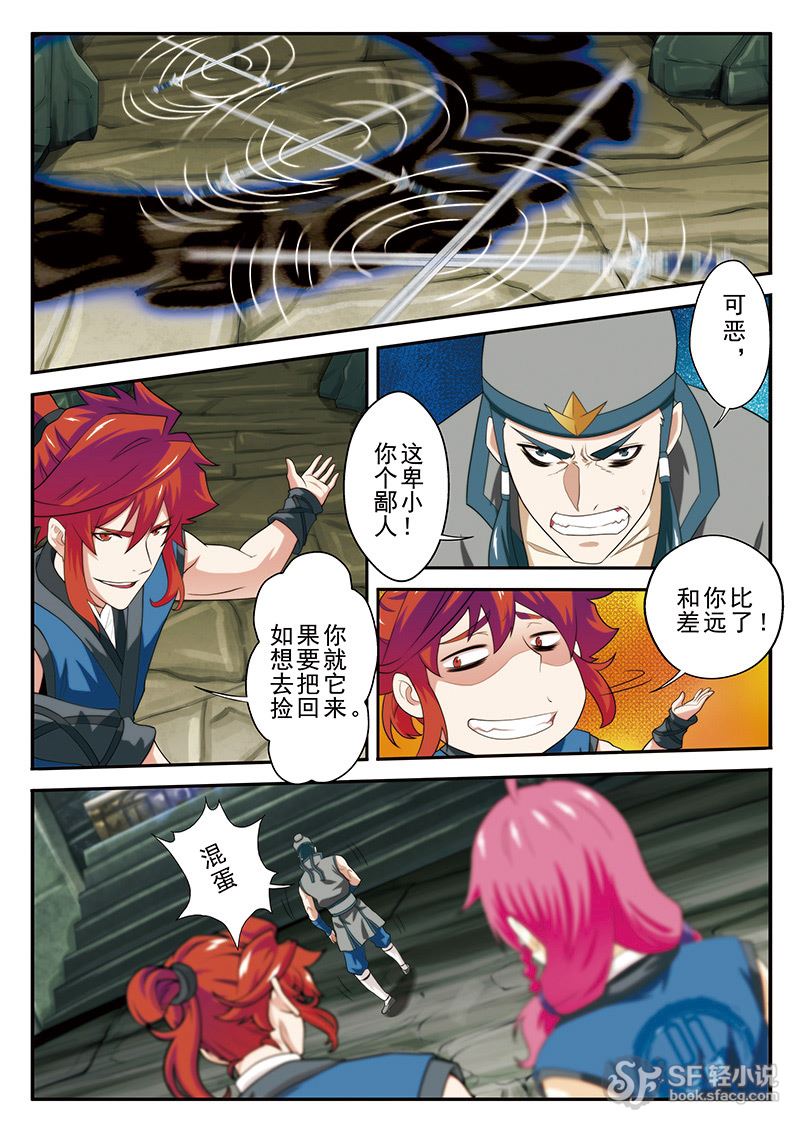 可恶，
你这
个卑
鄙小
人！
如果你
想要就
去把它
捡回来。
和你比
差远了！
混蛋
SF SF轻小说
book.sfacg.com